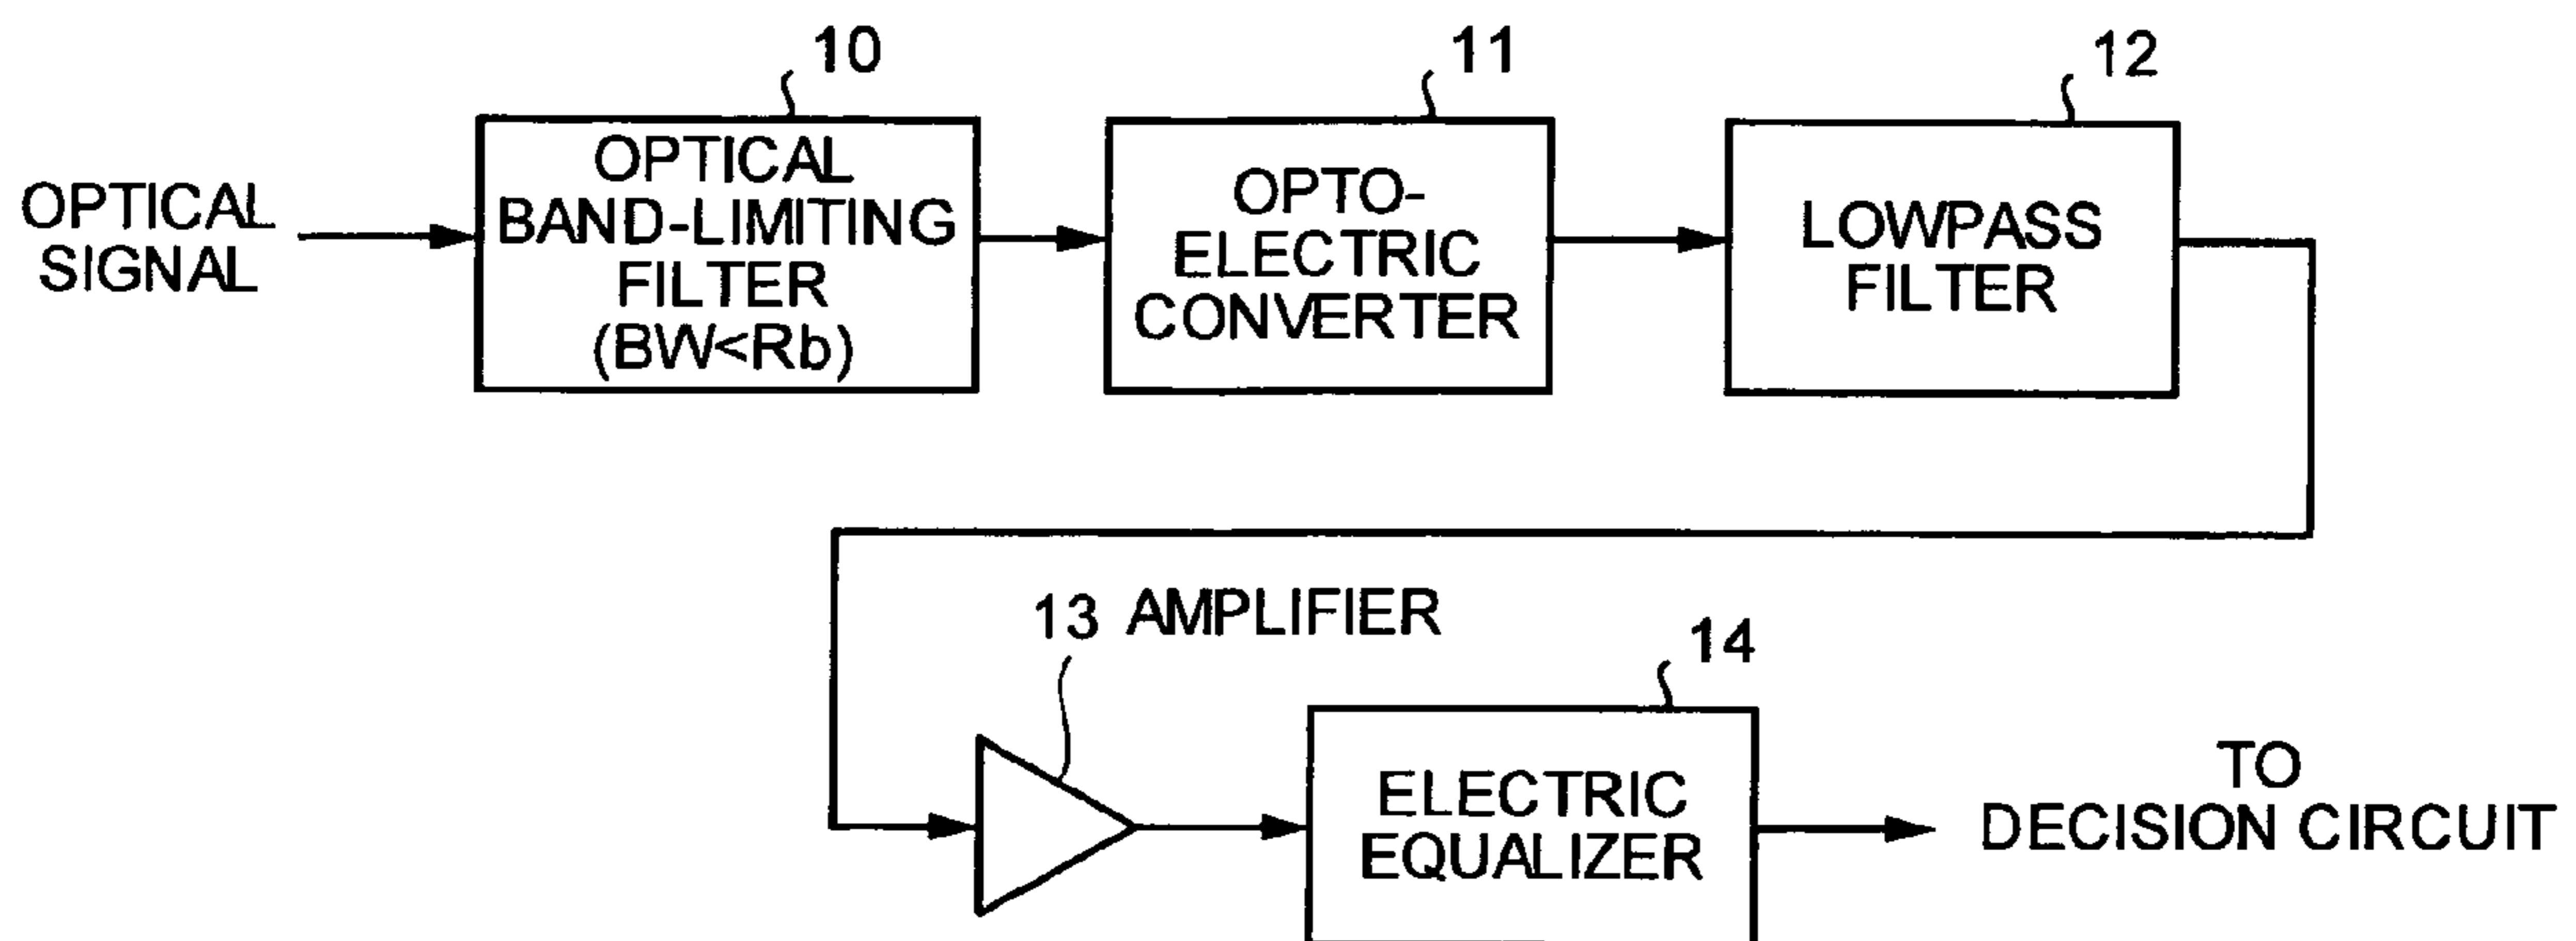 10
11
12
OPTICAL
SIGNAL
OPTICAL
BAND-LIMITING
FILTER
(BW<Rb)
OPTO-
ELECTRIC
CONVERTER
LOWPASS
FILTER
13 AMPLIFIER
14
ELECTRIC
EQUALIZER
TO
DECISION CIRCUIT